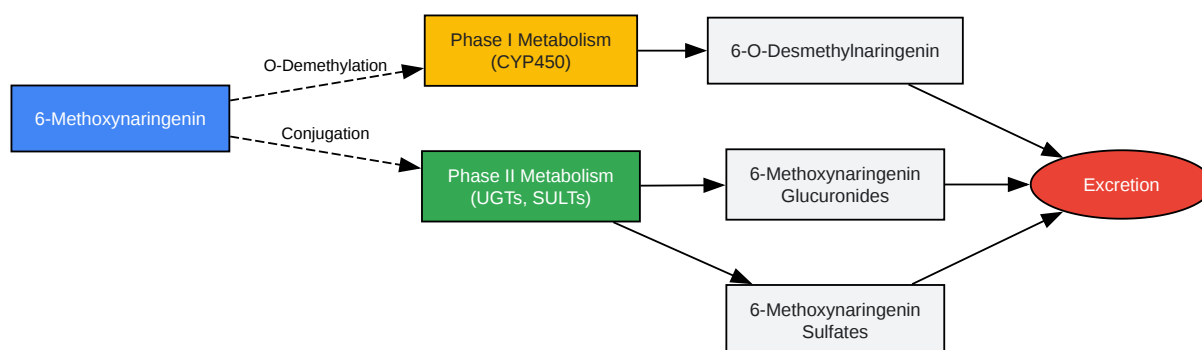 6-Methoxynaringenin
O-Demethylation
Conjugation
Phase I Metabolism
(CYP450)
Phase II Metabolism
(UGTs, SULTs)
6-O-Desmethylnaringenin
6-Methoxynaringenin
Glucuronides
6-Methoxynaringenin
Sulfates
Excretion